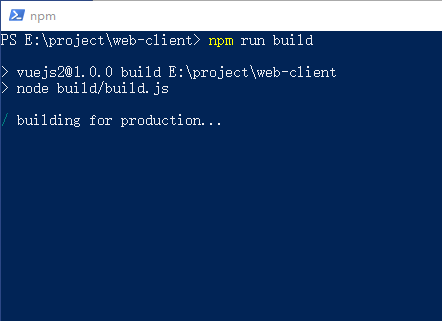 npm
PS E:\project\web-client> npm run build
> vuejs2@1.0.0 build E:\project\web-client
> node build/build.js
/ building for production...